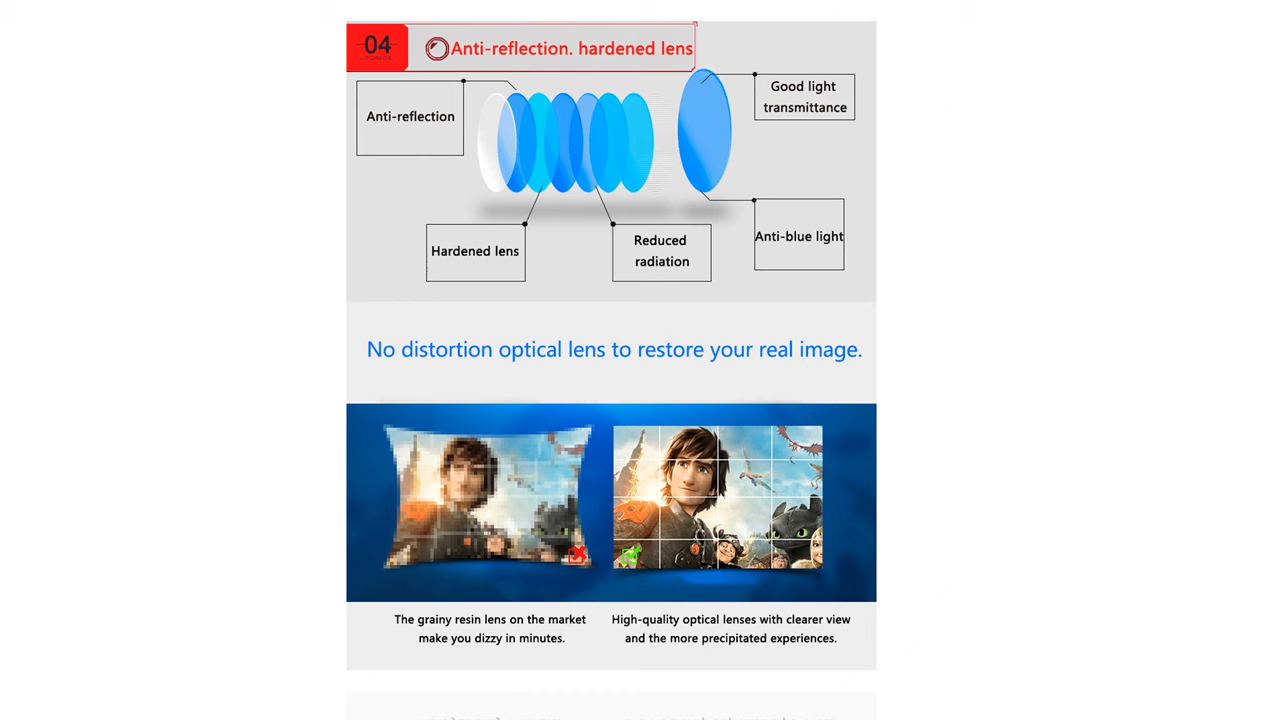 04
UPGRADE
Anti-reflection. hardened lens
Anti-reflection
Good light
transmittance
Hardened lens
Reduced
radiation
Anti-blue light
No distortion optical lens to restore your real image.
The grainy resin lens on the market
make you dizzy in minutes.
High-quality optical lenses with clearer view
and the more precipitated experiences.